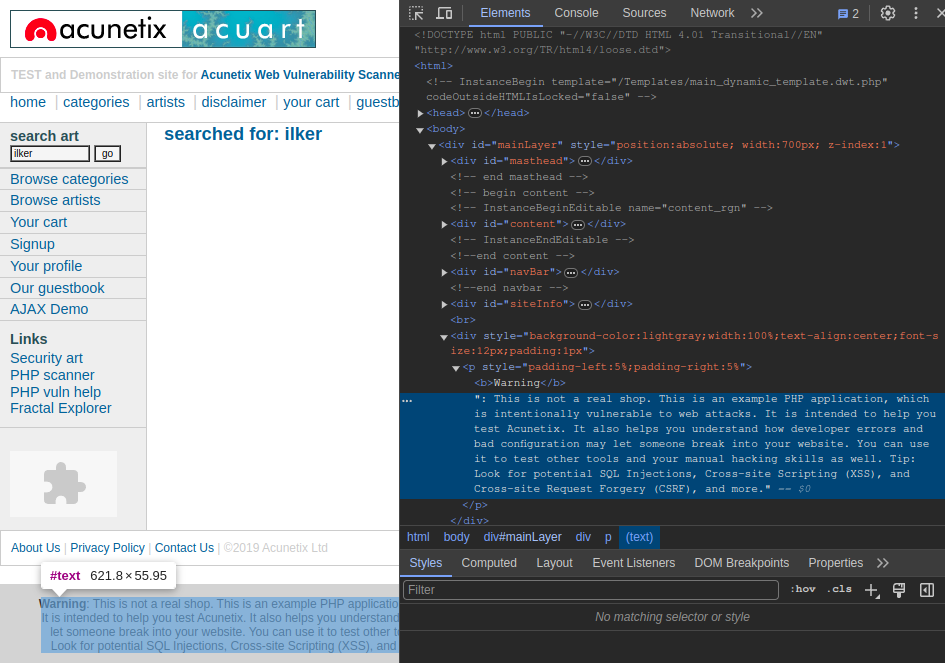 acunetix acuart
TEST and Demonstration site for Acunetix Web Vulnerability Scanne
home | categories | artists | disclaimer | your cart | guestb
search art
ilker go
Browse categories
Browse artists
Your cart
Signup
Your profile
Our guestbook
AJAX Demo
Links
Security art
PHP scanner
PHP vuln help
Fractal Explorer
searched for: ilker
About Us | Privacy Policy | Contact Us | ©2019 Acunetix Ltd
#text 621.8×55.95
Warning: This is not a real shop. This is an example PHP applicatio
It is intended to help you test Acunetix. It also helps you understand
let someone break into your website. You can use it to test other t
Look for potential SQL Injections, Cross-site Scripting (XSS), and
Elements Console Sources Network 2
<!DOCTYPE html PUBLIC "-//W3C//DTD HTML 4.01 Transitional//EN"
"http://www.w3.org/TR/html4/loose.dtd">
<html>
<!-- InstanceBegin template="/Templates/main_dynamic_template.dwt.php"
codeOutsideHTMLIsLocked="false" -->
<head>…</head>
<body>
<div id="mainLayer" style="position:absolute; width:700px; z-index:1">
<div id="masthead">…</div>
<!-- end masthead -->
<!-- begin content -->
<!-- InstanceBeginEditable name="content_rgn" -->
<div id="content">…</div>
<!-- InstanceEndEditable -->
<!--end content -->
<div id="navBar">…</div>
<!--end navbar -->
<div id="siteInfo">…</div>
<br>
<div style="background-color:lightgray;width:100%;text-align:center;font-s
ize:12px;padding:1px">
<p style="padding-left:5%;padding-right:5%">
<b>Warning</b>
… ": This is not a real shop. This is an example PHP application, which
is intentionally vulnerable to web attacks. It is intended to help you
test Acunetix. It also helps you understand how developer errors and
bad configuration may let someone break into your website. You can use
it to test other tools and your manual hacking skills as well. Tip:
Look for potential SQL Injections, Cross-site Scripting (XSS), and
Cross-site Request Forgery (CSRF), and more." == $0
</p>
</div>
html body div#mainLayer div p (text)
Styles Computed Layout Event Listeners DOM Breakpoints Properties
Filter :hov .cls
No matching selector or style